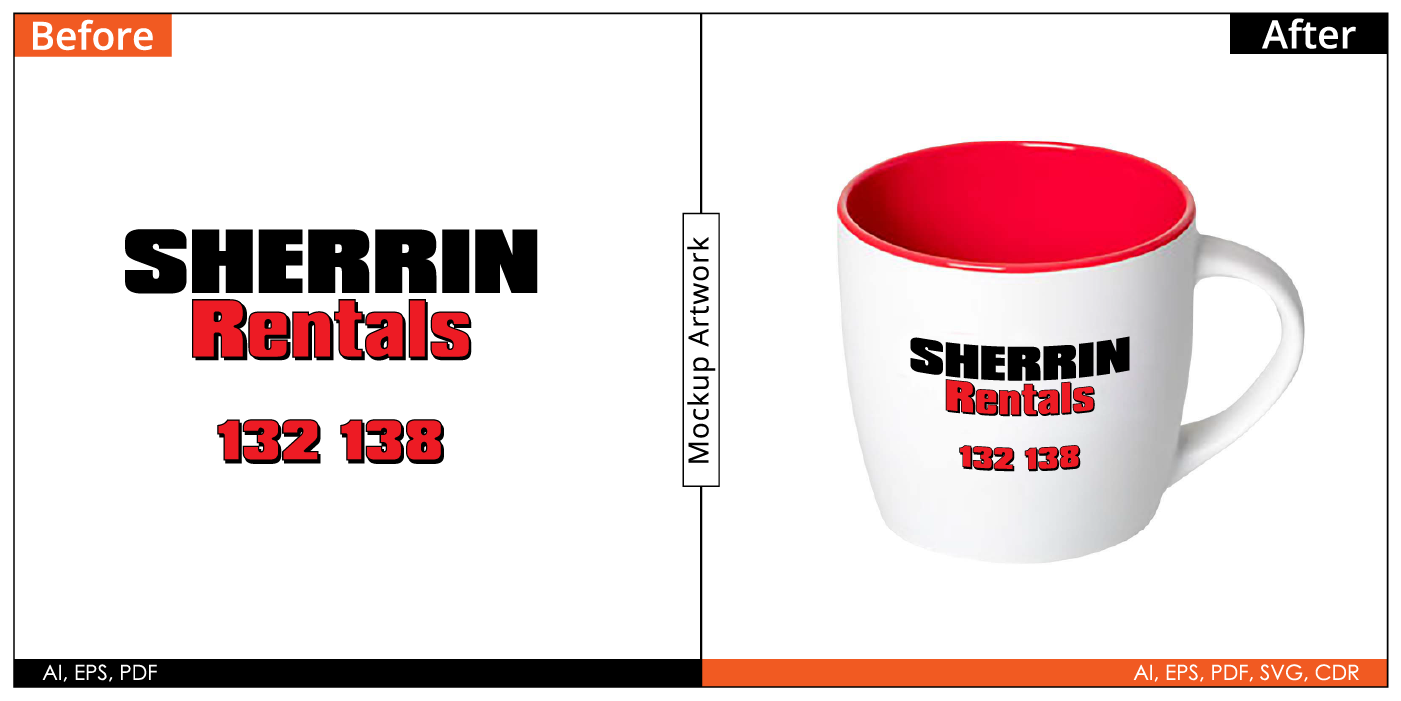 Before
After
SHERRIN
Rentals
132 138
Mockup Artwork
SHERRIN
Rentals
132 138
AI, EPS, PDF
AI, EPS, PDF, SVG, CDR